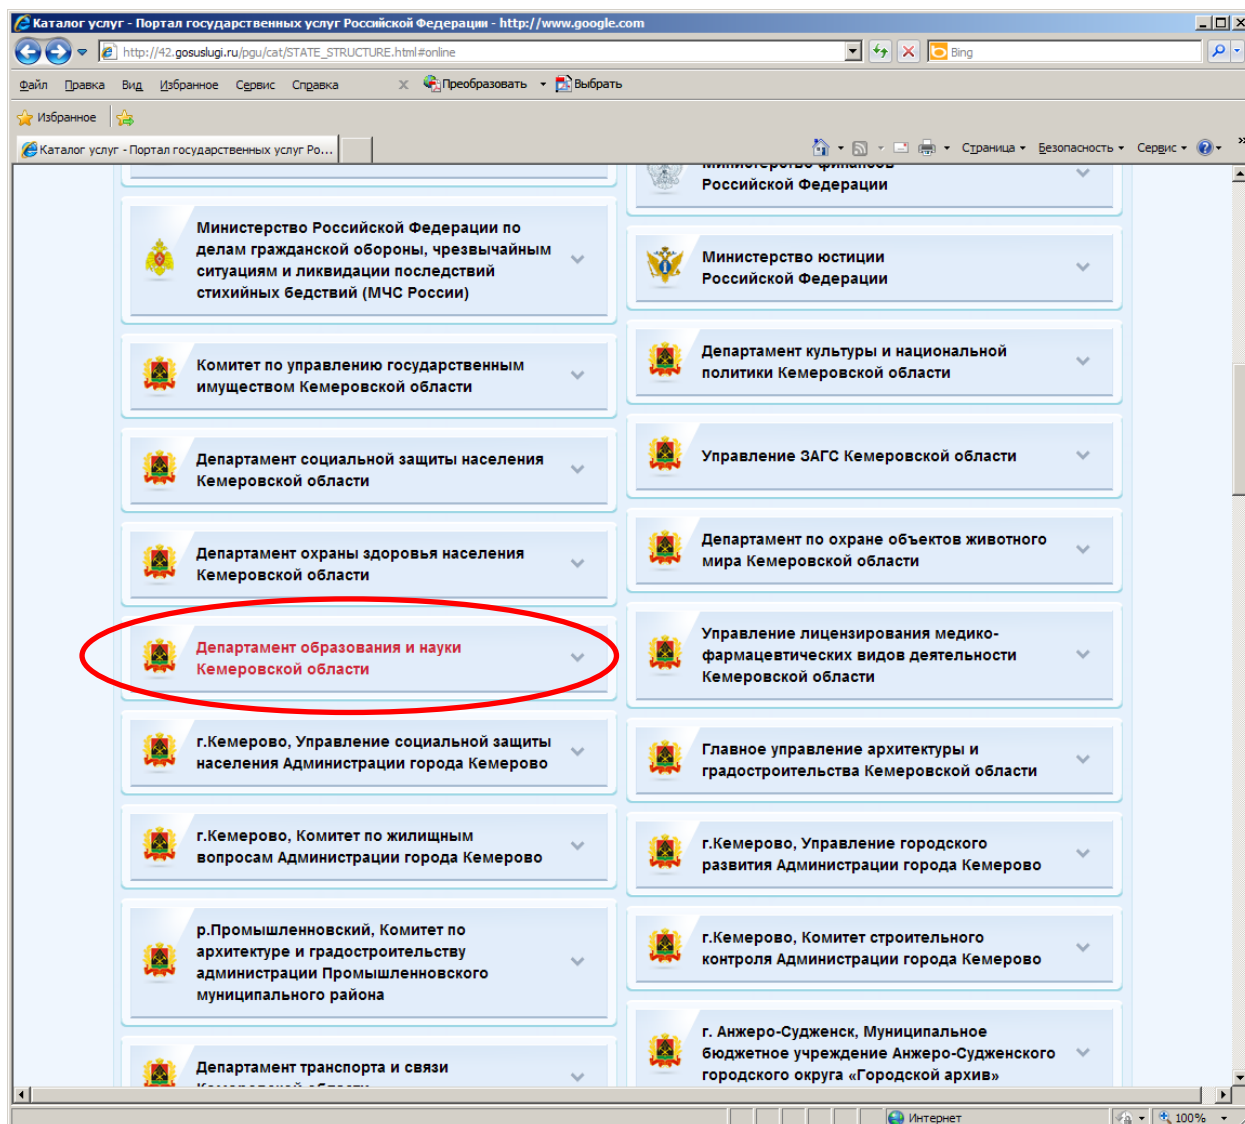 Каталог услуг - Портал государственных услуг Российской Федерации - http://www.google.com
http://42.gosuslugi.ru/pgu/cat/STATE_STRUCTURE.html#online
Bing
Файл Правка Вид Избранное Сервис Справка x Преобразовать Выбрать
Избранное
Каталог услуг - Портал государственных услуг Ро...
Страница Безопасность Сервис
Министерство финансов
Российской Федерации
Министерство Российской Федерации по
делам гражданской обороны, чрезвычайным
ситуациям и ликвидации последствий
стихийных бедствий (МЧС России)
Министерство юстиции
Российской Федерации
Комитет по управлению государственным
имуществом Кемеровской области
Департамент культуры и национальной
политики Кемеровской области
Департамент социальной защиты населения
Кемеровской области
Управление ЗАГС Кемеровской области
Департамент охраны здоровья населения
Кемеровской области
Департамент по охране объектов животного
мира Кемеровской области
Департамент образования и науки
Кемеровской области
Управление лицензирования медико-
фармацевтических видов деятельности
Кемеровской области
г.Кемерово, Управление социальной защиты
населения Администрации города Кемерово
Главное управление архитектуры и
градостроительства Кемеровской области
г.Кемерово, Комитет по жилищным
вопросам Администрации города Кемерово
г.Кемерово, Управление городского
развития Администрации города Кемерово
р.Промышленновский, Комитет по
архитектуре и градостроительству
администрации Промышленновского
муниципального района
г.Кемерово, Комитет строительного
контроля Администрации города Кемерово
Департамент транспорта и связи
Кемеровской области
г. Анжеро-Судженск, Муниципальное
бюджетное учреждение Анжеро-Судженского
городского округа «Городской архив»
Интернет
100%